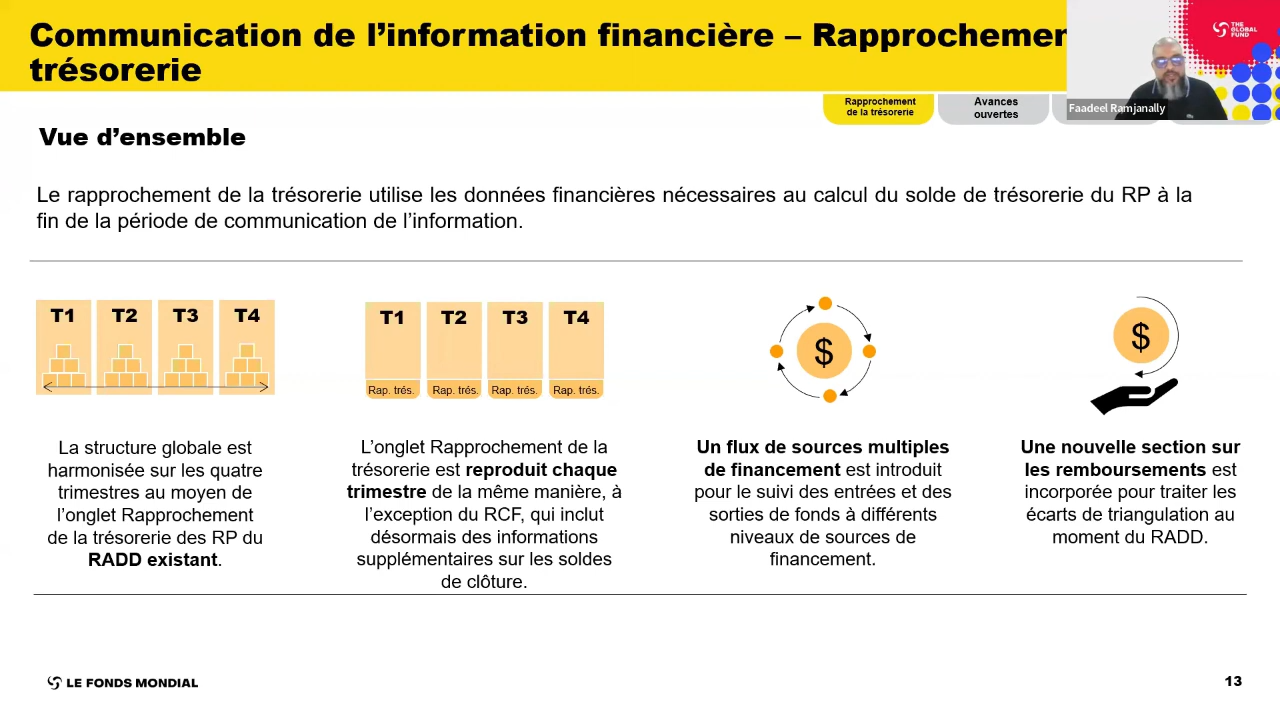 Communication de l’information financière – Rapprochemen
trésorerie
THE
GLOBAL
FUND
Faadeel Ramjanally
Rapprochement
de la trésorerie
Avances
ouvertes
Vue d’ensemble
Le rapprochement de la trésorerie utilise les données financières nécessaires au calcul du solde de trésorerie du RP à la
fin de la période de communication de l’information.
T1 T2 T3 T4
T1 T2 T3 T4
Rap. trés. Rap. trés. Rap. trés. Rap. trés.
$
$
La structure globale est
harmonisée sur les quatre
trimestres au moyen de
l’onglet Rapprochement
de la trésorerie des RP du
RADD existant.
L’onglet Rapprochement de la
trésorerie est reproduit chaque
trimestre de la même manière, à
l’exception du RCF, qui inclut
désormais des informations
supplémentaires sur les soldes
de clôture.
Un flux de sources multiples
de financement est introduit
pour le suivi des entrées et des
sorties de fonds à différents
niveaux de sources de
financement.
Une nouvelle section sur
les remboursements est
incorporée pour traiter les
écarts de triangulation au
moment du RADD.
LE FONDS MONDIAL
13